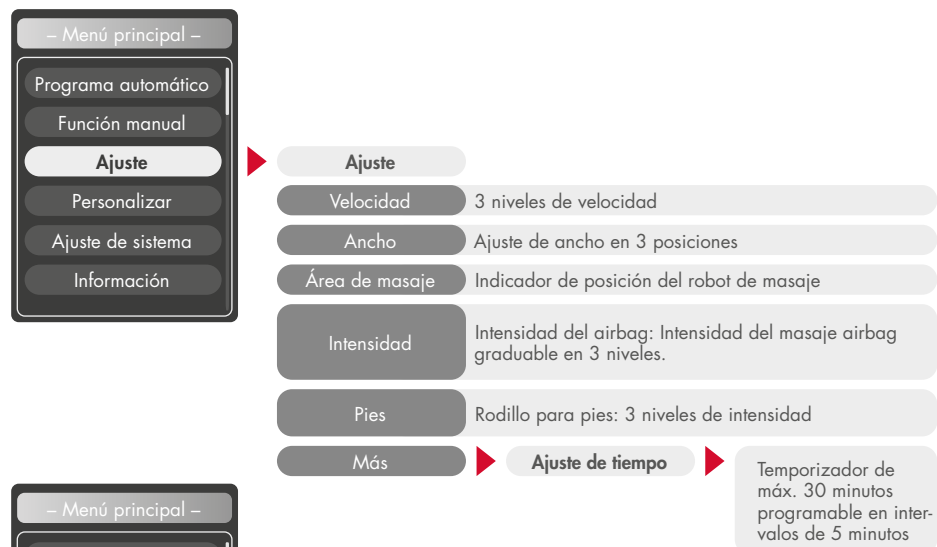 – Menú principal –
Programa automático
Función manual
Ajuste
Personalizar
Ajuste de sistema
Información
Ajuste
Velocidad 3 niveles de velocidad
Ancho Ajuste de ancho en 3 posiciones
Área de masaje Indicador de posición del robot de masaje
Intensidad Intensidad del airbag: Intensidad del masaje airbag
graduable en 3 niveles.
Pies Rodillo para pies: 3 niveles de intensidad
Más Ajuste de tiempo
Temporizador de
máx. 30 minutos
programable en inter-
valos de 5 minutos
– Menú principal –